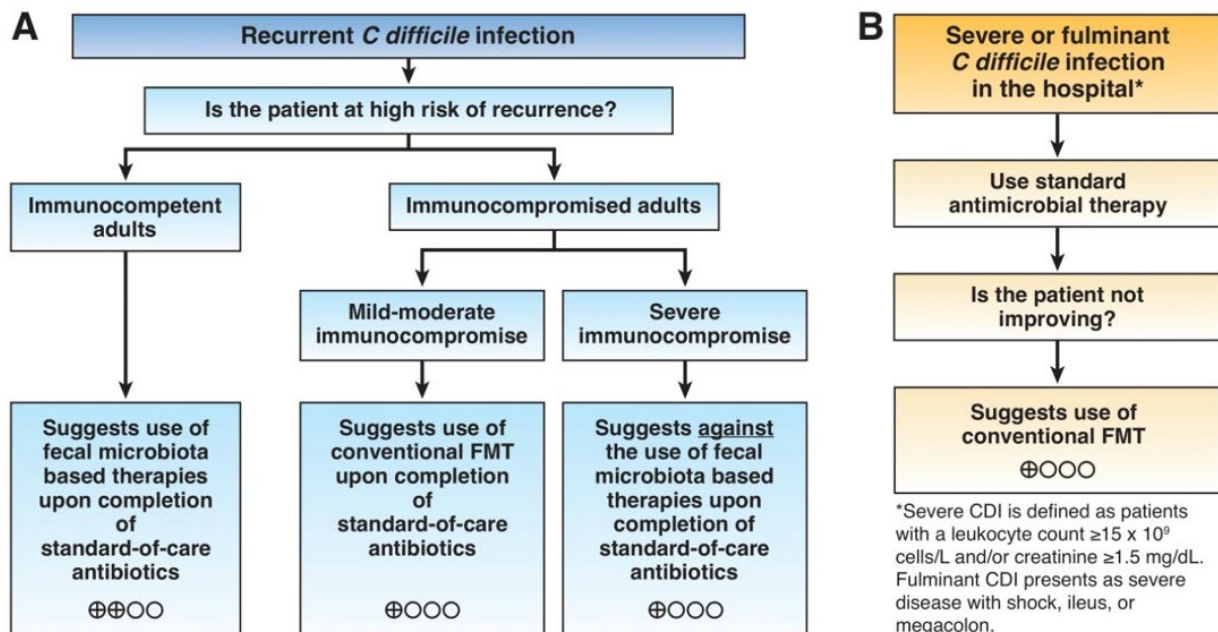 A
Recurrent C difficile infection
Is the patient at high risk of recurrence?
Immunocompetent
adults
Immunocompromised adults
Mild-moderate
immunocompromise
Severe
immunocompromise
Suggests use of
fecal microbiota
based therapies
upon completion
of
standard-of-care
antibiotics
⊕⊕○○
Suggests use of
conventional FMT
upon completion
of
standard-of-care
antibiotics
⊕○○○
Suggests against
the use of fecal
microbiota based
therapies upon
completion of
standard-of-care
antibiotics
⊕○○○
B
Severe or fulminant
C difficile infection
in the hospital*
Use standard
antimicrobial therapy
Is the patient not
improving?
Suggests use of
conventional FMT
⊕○○○
*Severe CDI is defined as patients
with a leukocyte count ≥15 x 10⁹
cells/L and/or creatinine ≥1.5 mg/dL.
Fulminant CDI presents as severe
disease with shock, ileus, or
megacolon.